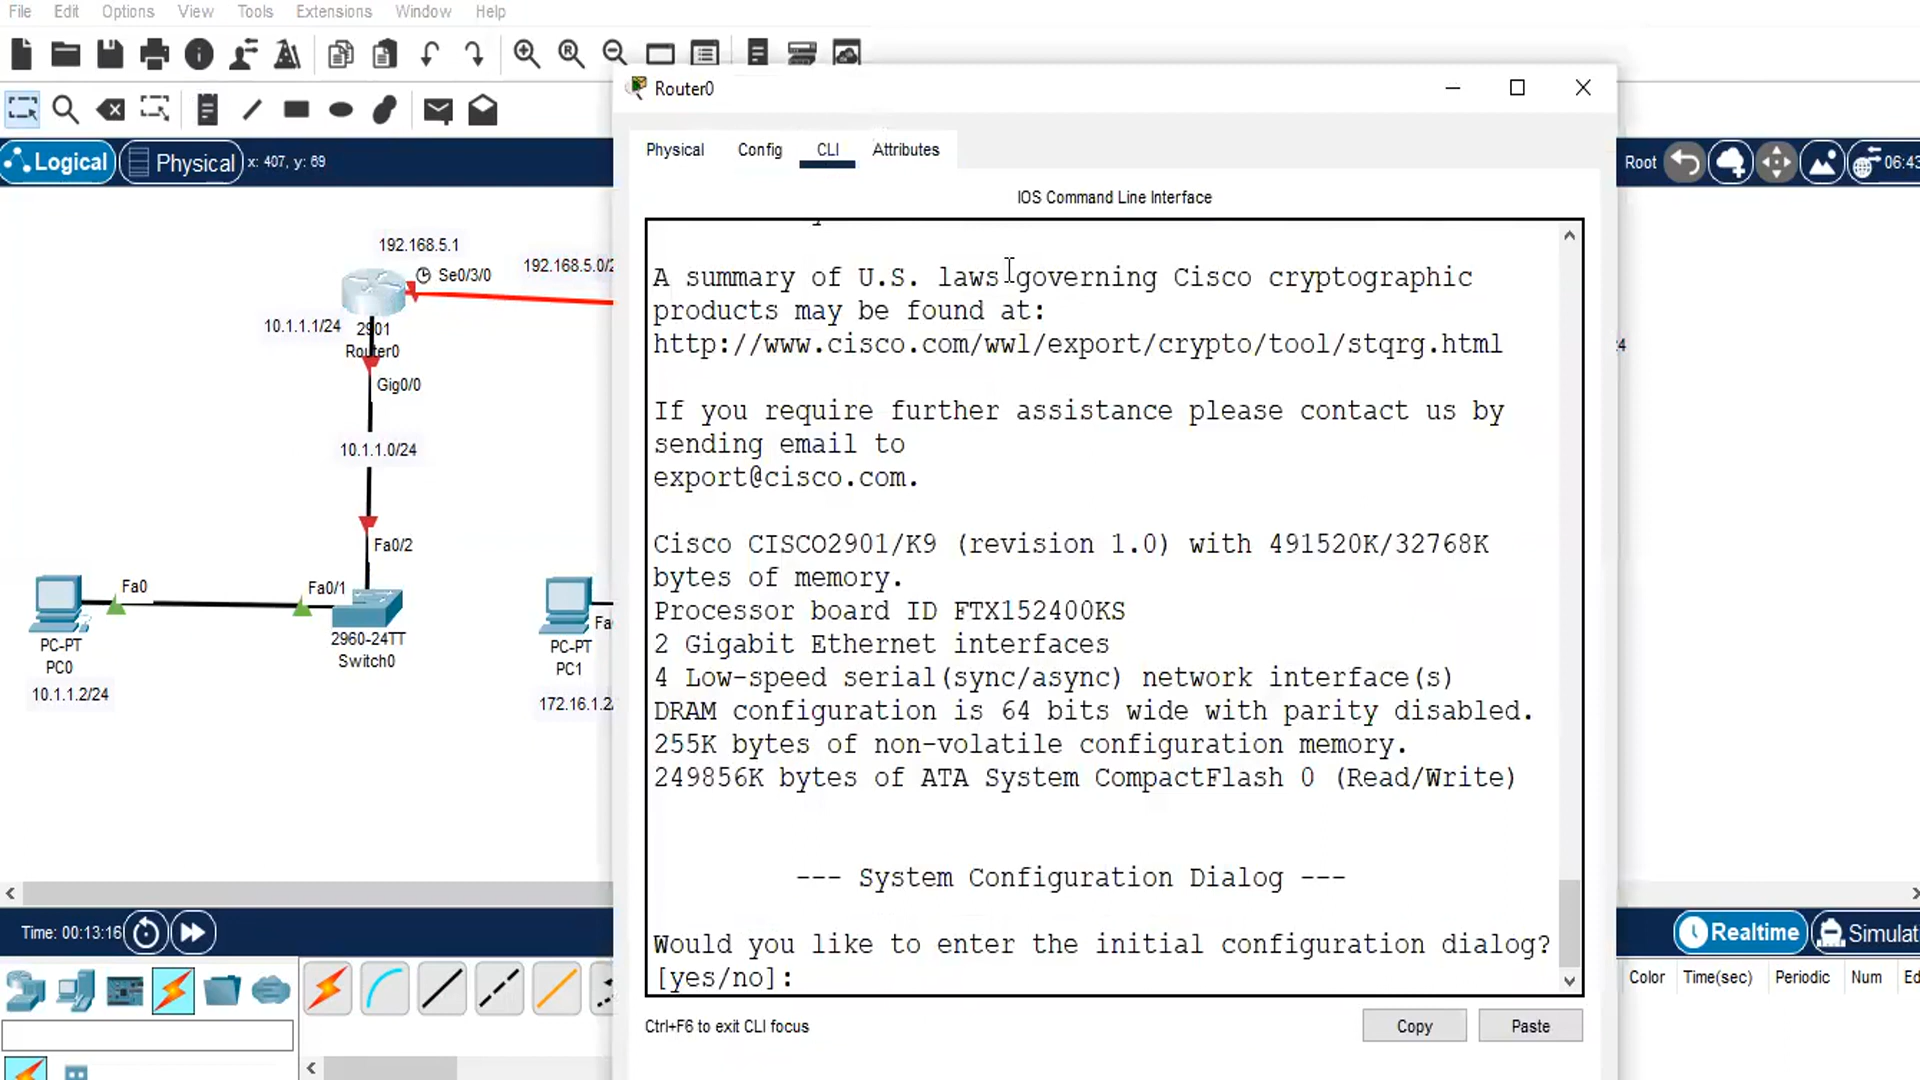 File Edit Options View Tools Extensions Window Help
Router0
Physical Config CLI Attributes
Logical Physical x: 407, y: 69
Root 06:43
IOS Command Line Interface
A summary of U.S. laws governing Cisco cryptographic
products may be found at:
http://www.cisco.com/wwl/export/crypto/tool/stqrg.html
If you require further assistance please contact us by
sending email to
export@cisco.com.
Cisco CISCO2901/K9 (revision 1.0) with 491520K/32768K
bytes of memory.
Processor board ID FTX152400KS
2 Gigabit Ethernet interfaces
4 Low-speed serial(sync/async) network interface(s)
DRAM configuration is 64 bits wide with parity disabled.
255K bytes of non-volatile configuration memory.
249856K bytes of ATA System CompactFlash 0 (Read/Write)
--- System Configuration Dialog ---
Would you like to enter the initial configuration dialog?
[yes/no]:
Ctrl+F6 to exit CLI focus
Copy Paste
192.168.5.1
Se0/3/0
192.168.5.0/2
10.1.1.1/24
2901
Router0
Gig0/0
10.1.1.0/24
Fa0/2
Fa0
Fa0/1
2960-24TT
Switch0
PC-PT
PC0
10.1.1.2/24
Fa
PC-PT
PC1
172.16.1.2
Time: 00:13:16
Realtime Simulat
Color Time(sec) Periodic Num Ed